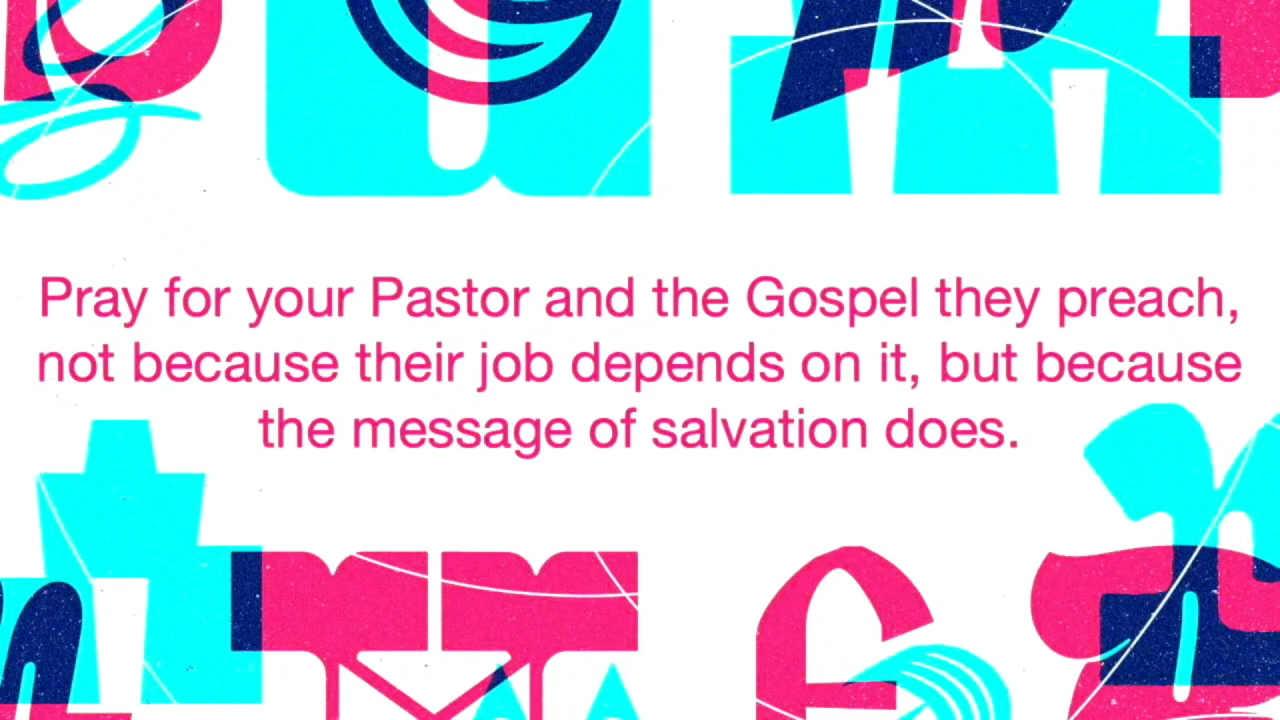 Pray for your Pastor and the Gospel they preach,
not because their job depends on it, but because
the message of salvation does.